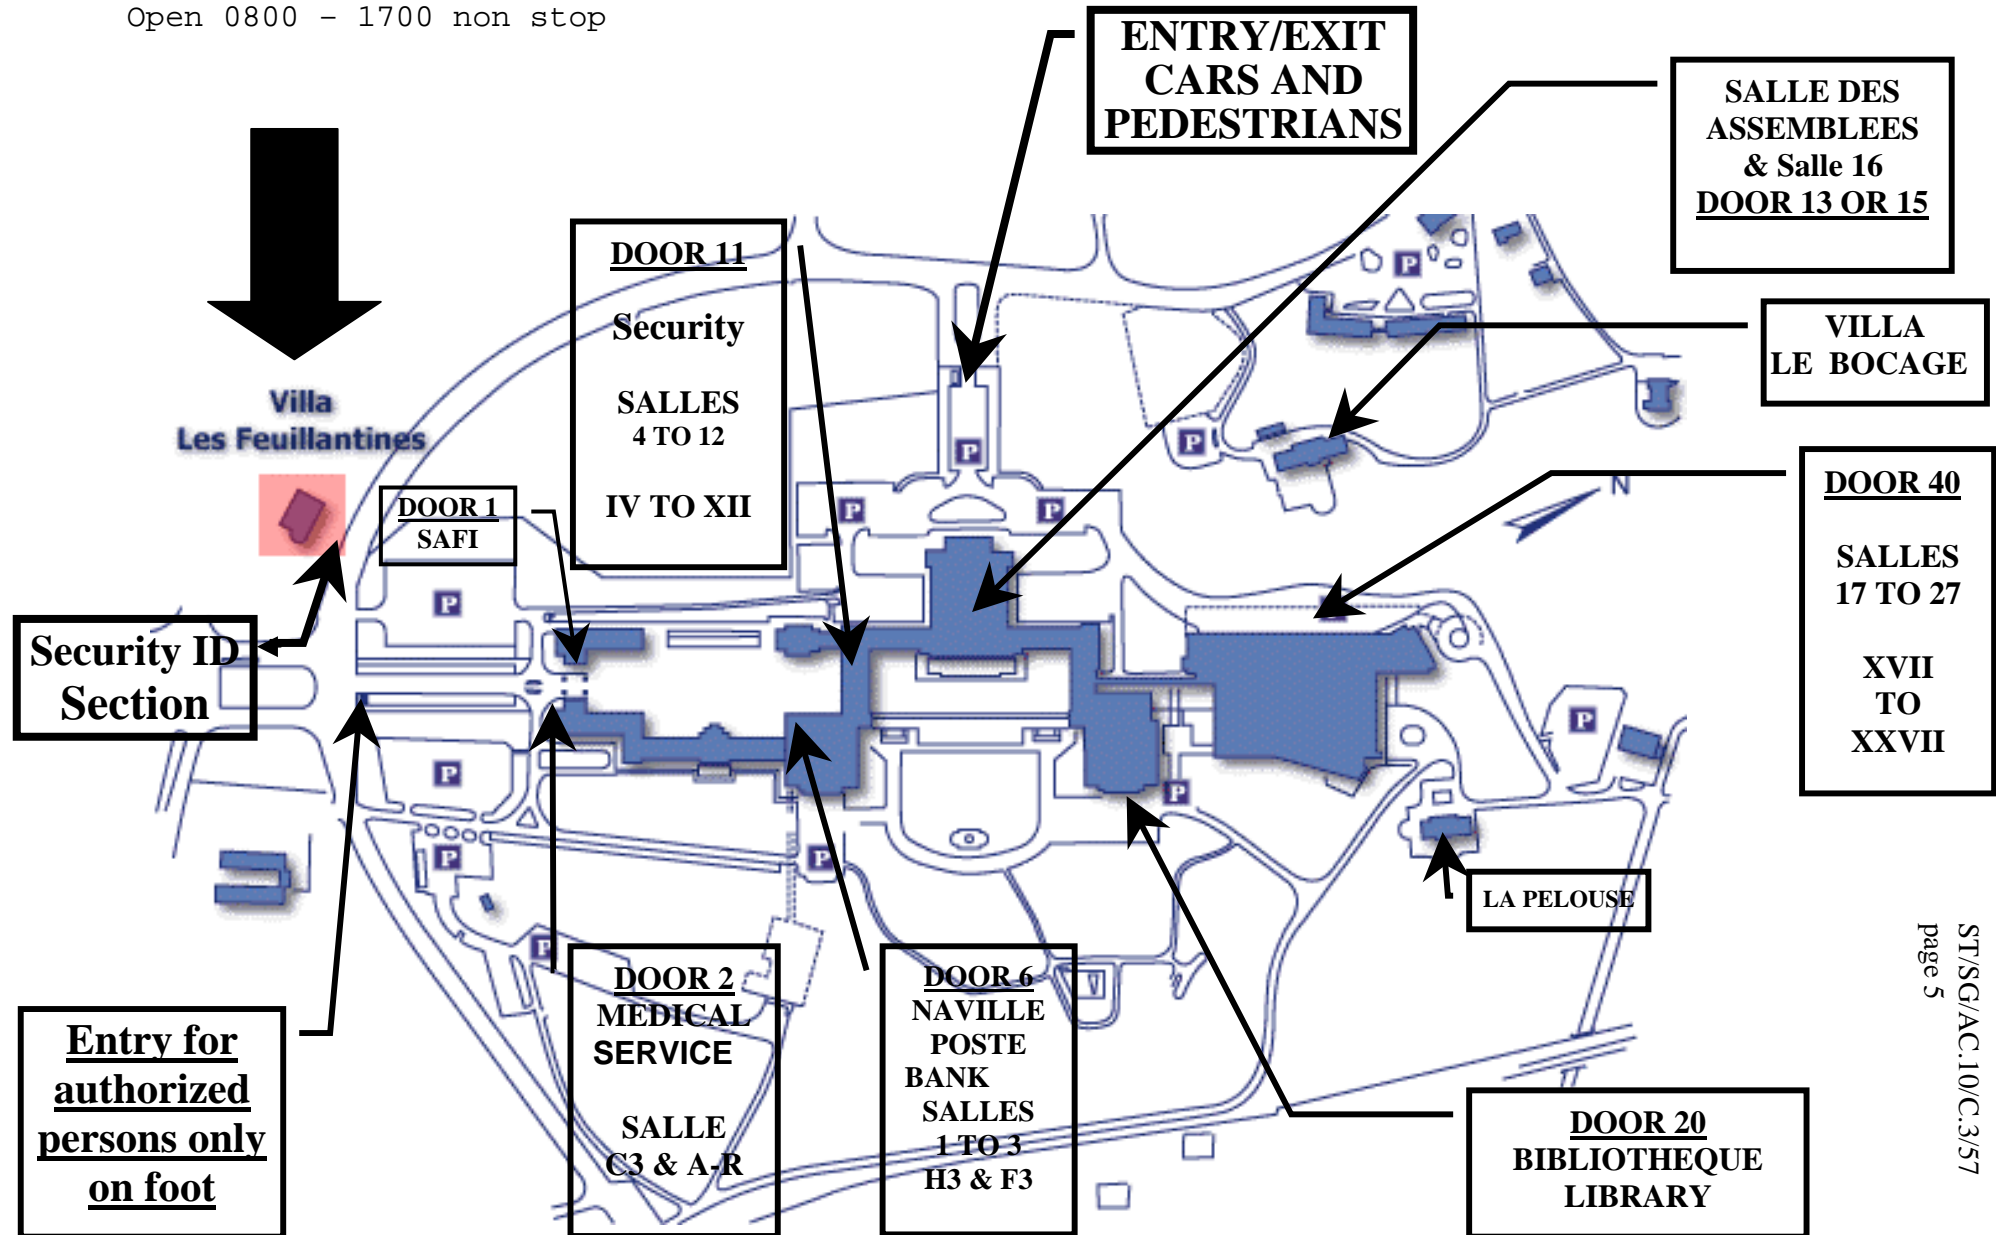 Open 0800 – 1700 non stop
ENTRY/EXIT
CARS AND
PEDESTRIANS
SALLE DES
ASSEMBLEES
& Salle 16
DOOR 13 OR 15
DOOR 11
Security
SALLES
4 TO 12
IV TO XII
P
VILLA
LE BOCAGE
Villa
Les Feuillantines
P
P
DOOR 1
SAFI
P
P
N
DOOR 40
SALLES
17 TO 27
XVII
TO
XXVII
P
Security ID
Section
P
P
P
P
P
LA PELOUSE
P
ST/SG/AC.10/C.3/57
page 5
DOOR 2
MEDICAL
SERVICE
SALLE
C3 & A-R
DOOR 6
NAVILLE
POSTE
BANK
SALLES
1 TO 3
H3 & F3
Entry for
authorized
persons only
on foot
DOOR 20
BIBLIOTHEQUE
LIBRARY